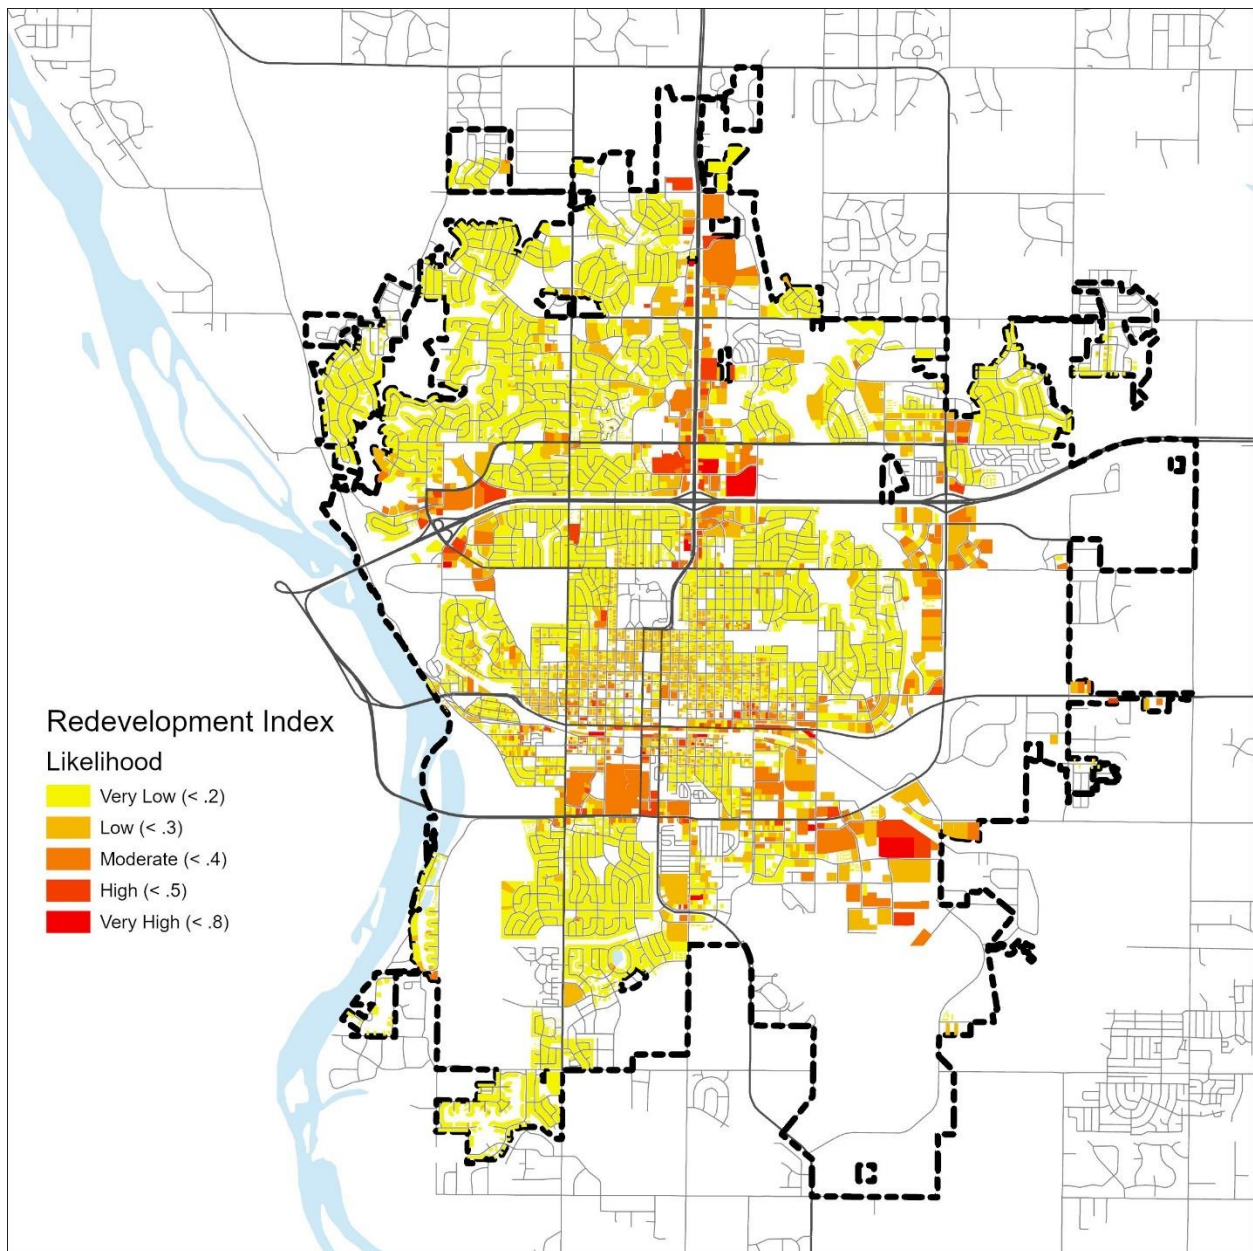 Redevelopment Index
Likelihood
Very Low (< .2)
Low (< .3)
Moderate (< .4)
High (< .5)
Very High (< .8)